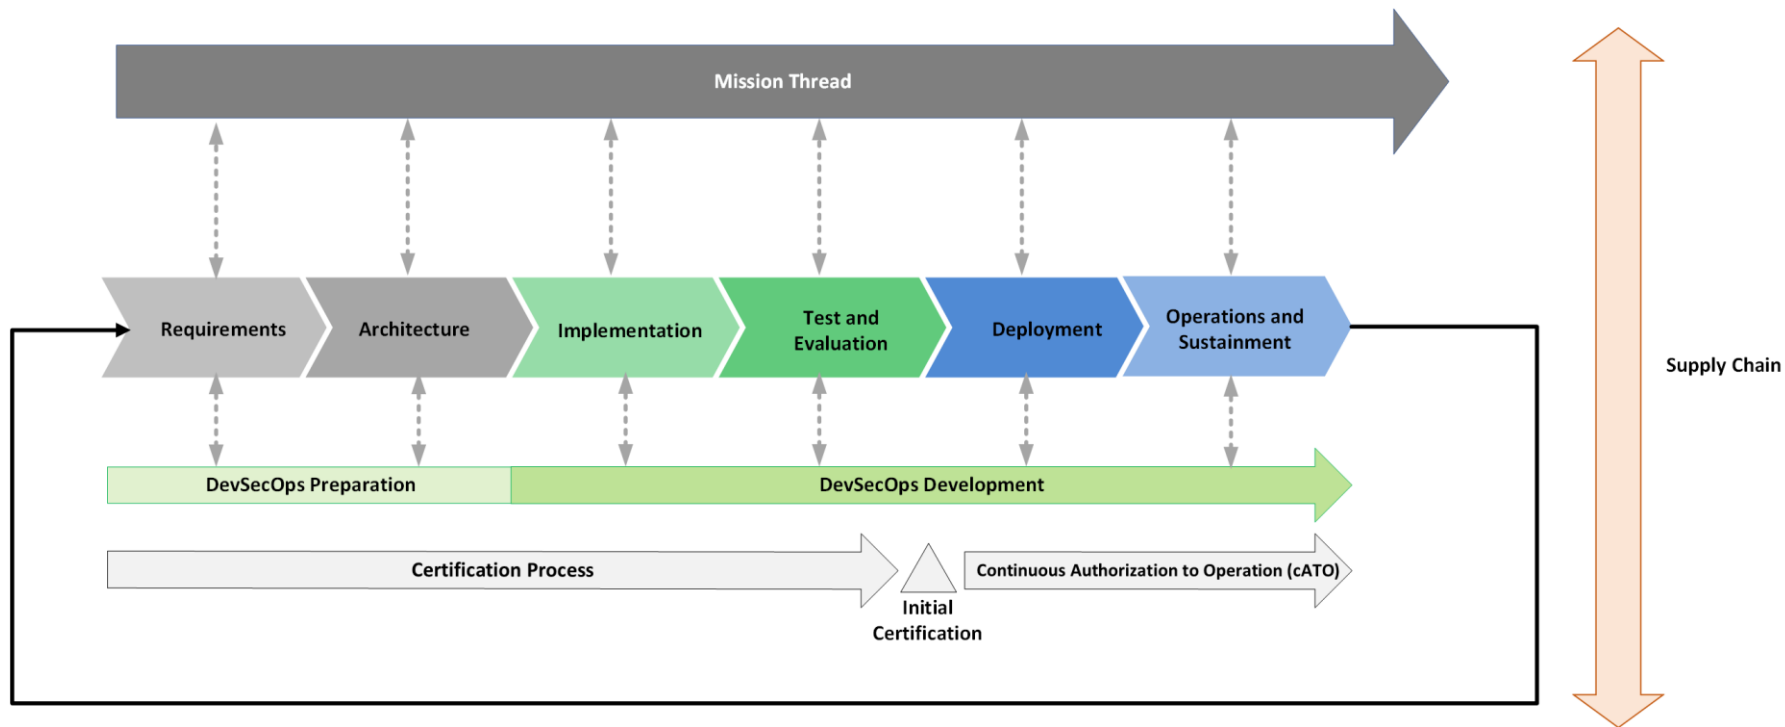 Mission Thread
Requirements
Architecture
Implementation
Test and
Evaluation
Deployment
Operations and
Sustainment
Supply Chain
DevSecOps Preparation
DevSecOps Development
Certification Process
Continuous Authorization to Operation (cATO)
Initial
Certification